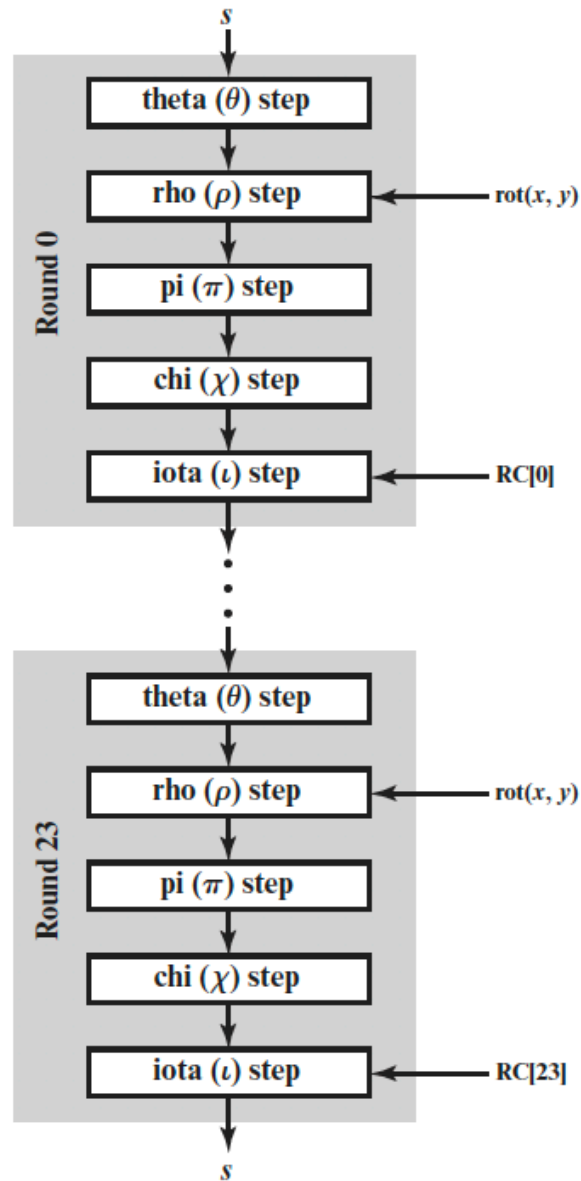 s
theta (θ) step
rho (ρ) step
rot(x, y)
pi (π) step
chi (χ) step
iota (ι) step
RC[0]
Round 0
theta (θ) step
rho (ρ) step
rot(x, y)
pi (π) step
chi (χ) step
iota (ι) step
RC[23]
Round 23
s